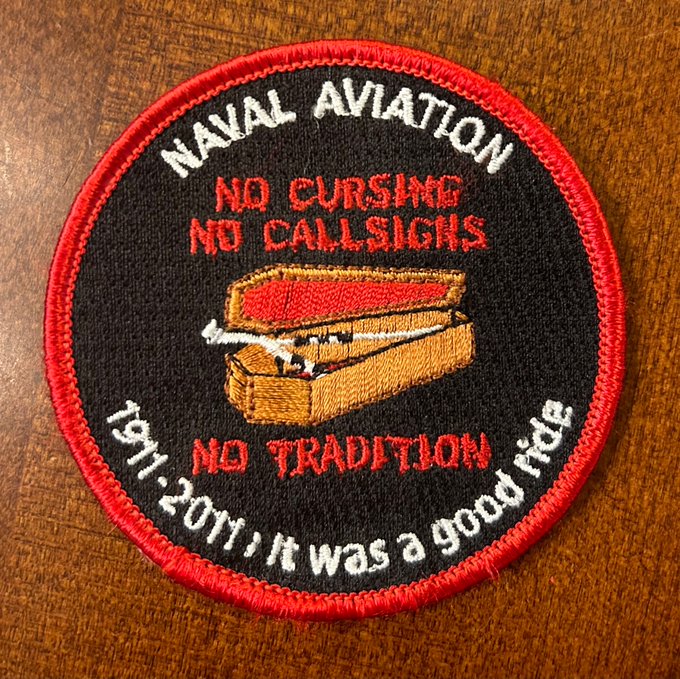 NAVAL AVIATION
NO CURSING
NO CALLSIGNS
NO TRADITION
1911-2011; It was a good ride